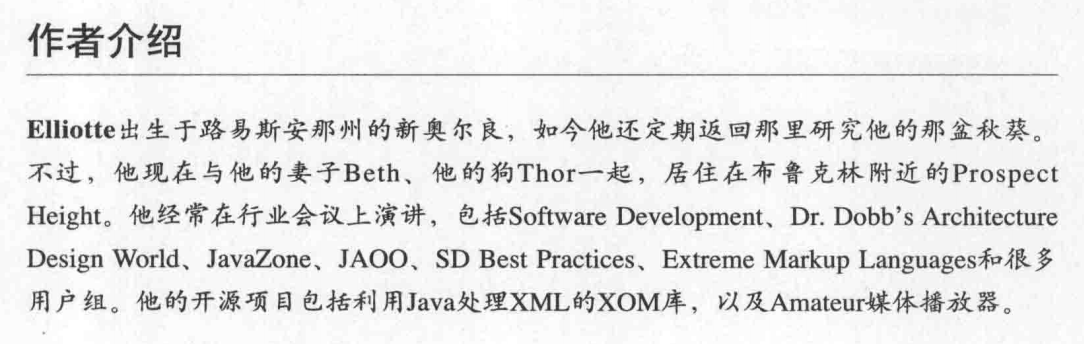 作者介绍
Elliotte出生于路易斯安那州的新奥尔良，如今他还定期返回那里研究他的那盆秋葵。
不过，他现在与他的妻子Beth、他的狗Thor一起，居住在布鲁克林附近的Prospect
Height。他经常在行业会议上演讲，包括Software Development、Dr. Dobb's Architecture
Design World、JavaZone、JAOO、SD Best Practices、Extreme Markup Languages和很多
用户组。他的开源项目包括利用Java处理XML的XOM库，以及Amateur媒体播放器。